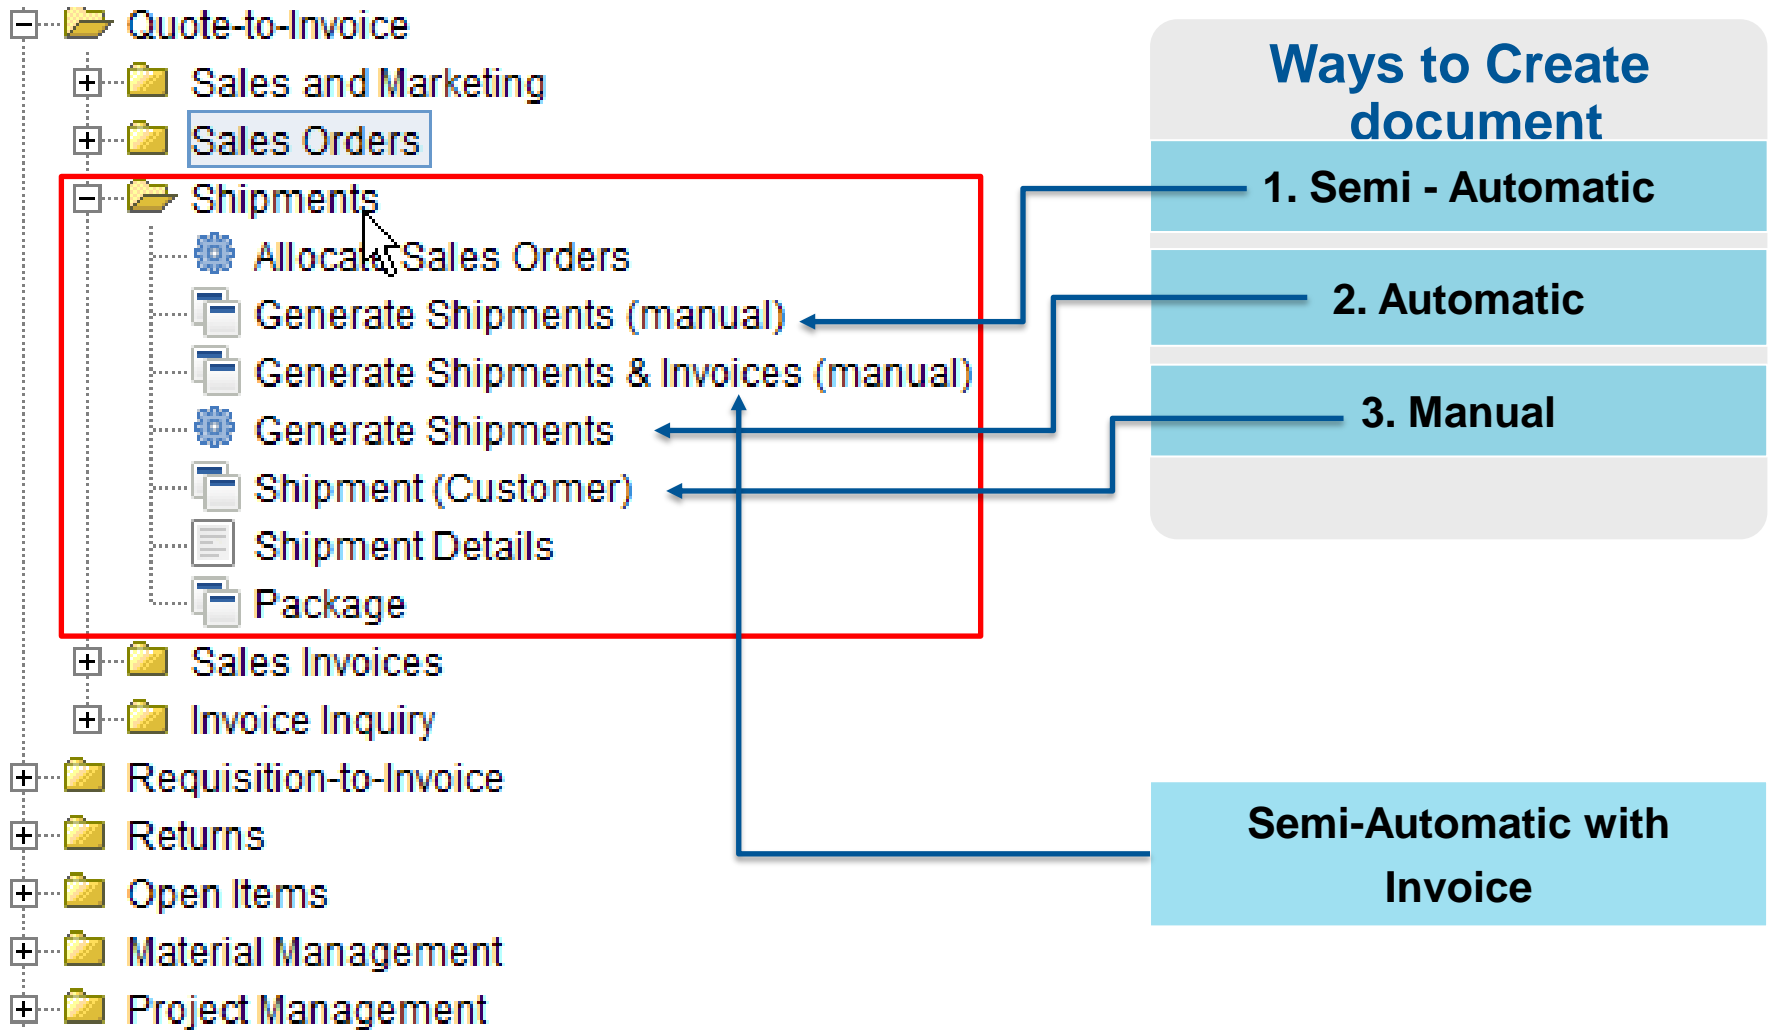 Quote-to-Invoice
Sales and Marketing
Sales Orders
Shipments
Allocate Sales Orders
Generate Shipments (manual)
Generate Shipments & Invoices (manual)
Generate Shipments
Shipment (Customer)
Shipment Details
Package
Sales Invoices
Invoice Inquiry
Requisition-to-Invoice
Returns
Open Items
Material Management
Project Management
Ways to Create
document
1. Semi - Automatic
2. Automatic
3. Manual
Semi-Automatic with
Invoice